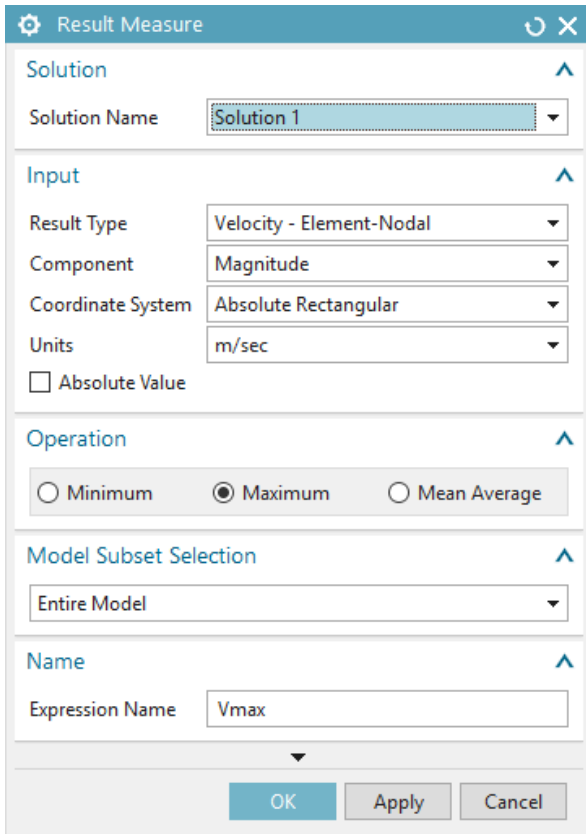 Result Measure
Solution
Solution Name Solution 1
Input
Result Type Velocity - Element-Nodal
Component Magnitude
Coordinate System Absolute Rectangular
Units m/sec
Absolute Value
Operation
Minimum Maximum Mean Average
Model Subset Selection
Entire Model
Name
Expression Name Vmax
OK Apply Cancel